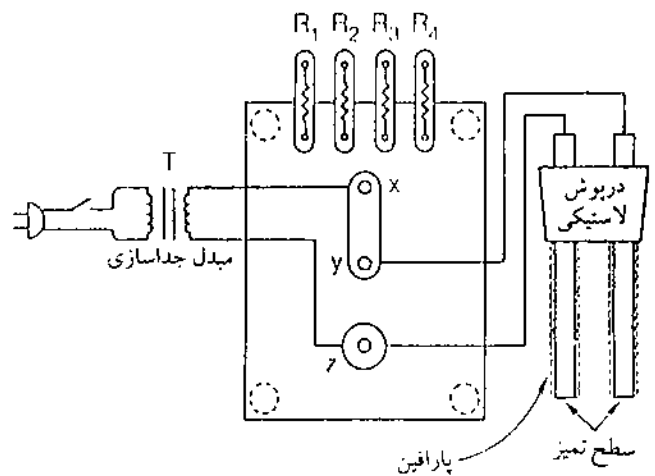 R₁ R₂ R₃ R₄
T
x
مبدل جداسازی
y
z
درپوش
لاستیکی
پارافین
سطح تمیز